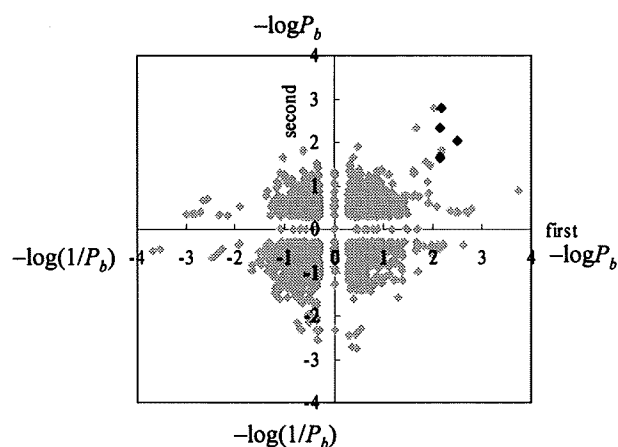 −logP_b
4
3
second
2
1
0
first
−log(1/P_b)
-4 -3 -2 -1 0 1 2 3 4
−logP_b
-1
-2
-3
-4
−log(1/P_b)